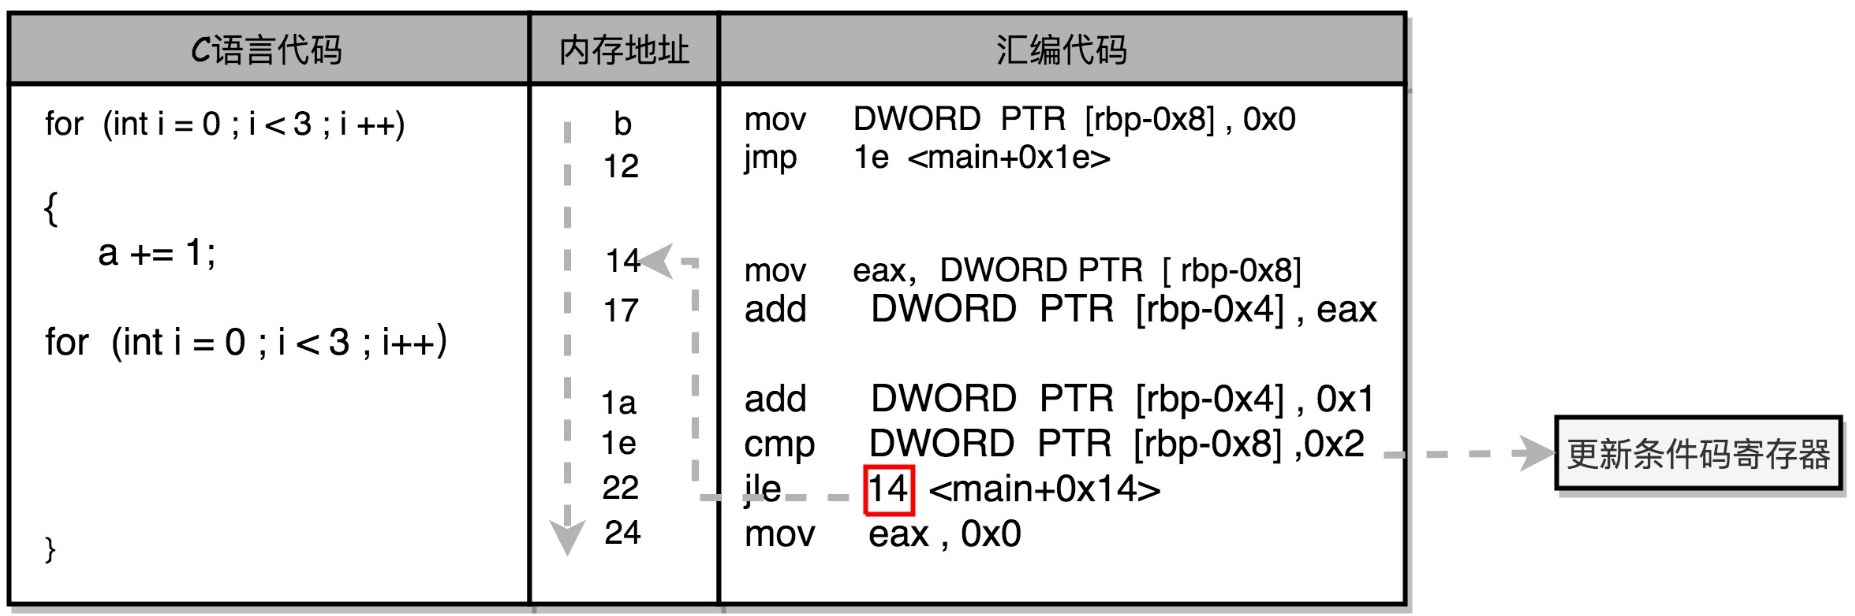 C语言代码 内存地址 汇编代码
for (int i = 0 ; i < 3 ; i ++) b mov DWORD PTR [rbp-0x8] , 0x0
12 jmp 1e <main+0x1e>
{
a += 1; 14 mov eax, DWORD PTR [ rbp-0x8]
17 add DWORD PTR [rbp-0x4] , eax
for (int i = 0 ; i < 3 ; i++)
1a add DWORD PTR [rbp-0x4] , 0x1
1e cmp DWORD PTR [rbp-0x8] ,0x2 更新条件码寄存器
22 jle 14 <main+0x14>
24 mov eax , 0x0
}